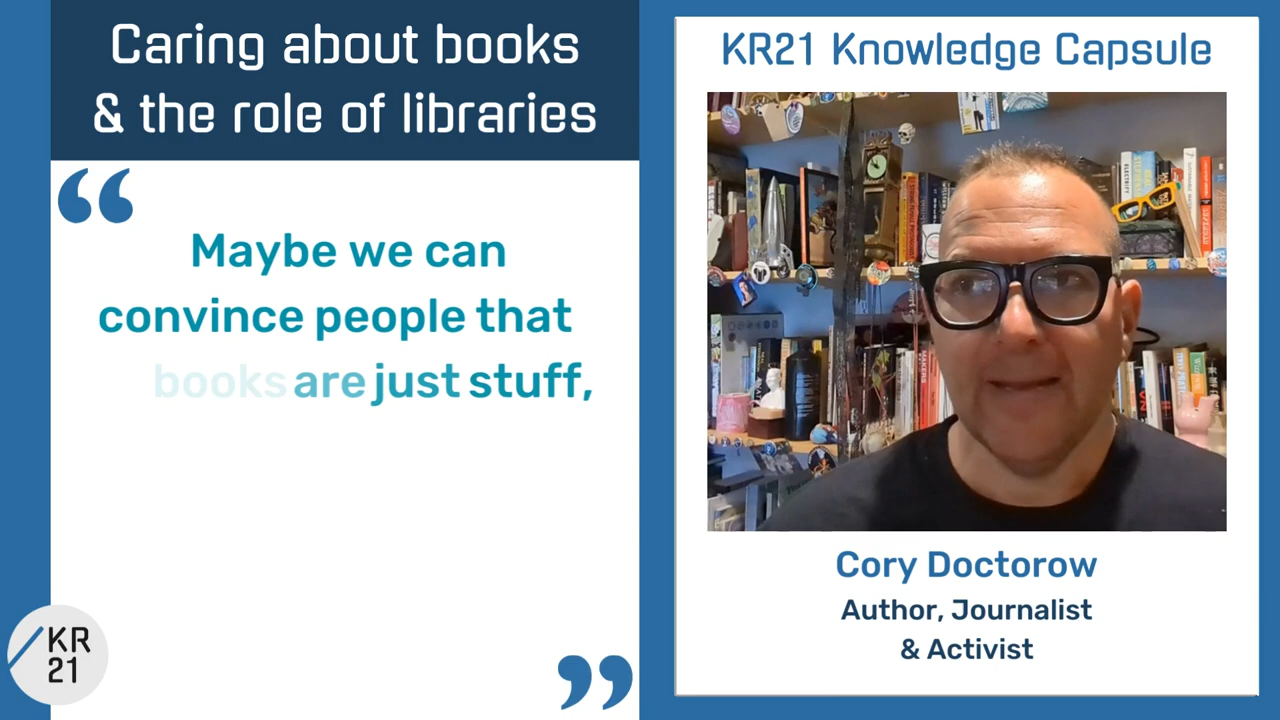 Caring about books
& the role of libraries
“
Maybe we can
convince people that
books are just stuff,
”
KR
21
KR21 Knowledge Capsule
Cory Doctorow
Author, Journalist
& Activist